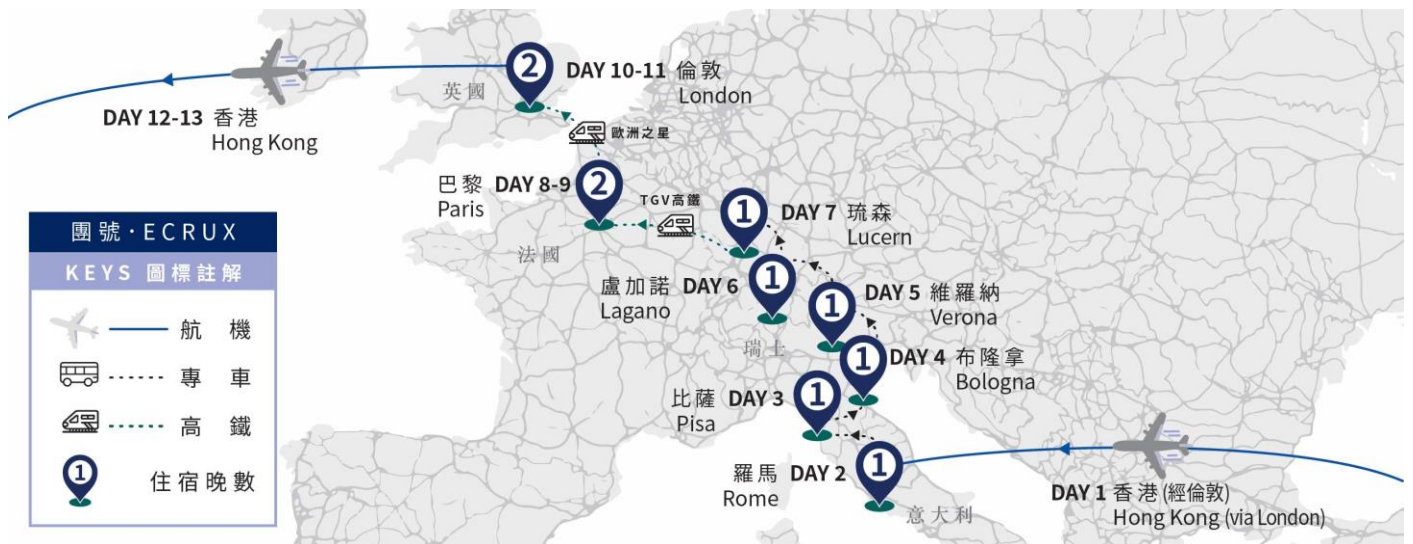 DAY 12-13 香港
Hong Kong
英國
2
DAY 10-11 倫敦
London
歐洲之星
巴黎 DAY 8-9
Paris
2
法國
TGV高鐵
1
DAY 7 琉森
Lucern
盧加諾 DAY 6
Lagano
1
瑞士
1
DAY 5 維羅納
Verona
1
DAY 4 布隆拿
Bologna
比薩 DAY 3
Pisa
1
羅馬 DAY 2
Rome
1
意大利
DAY 1 香港 (經倫敦)
Hong Kong (via London)
團號·ECRUX
KEYS 圖標註解
航機
專車
高鐵
1 住宿晚數